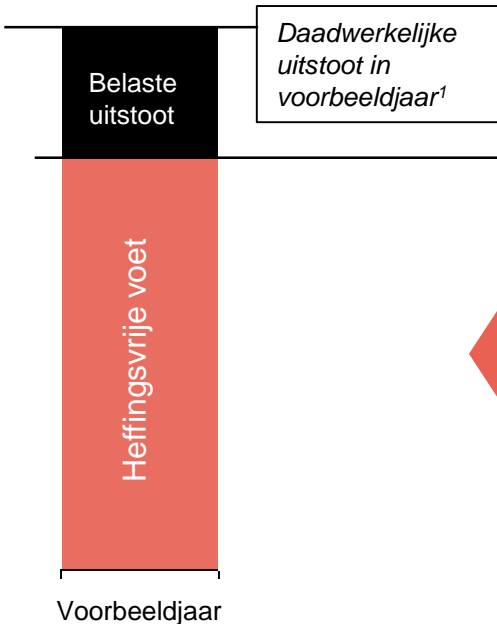 Daadwerkelijke
uitstoot in
voorbeeldjaar¹
Belaste
uitstoot
Heffingsvrije voet
Voorbeeldjaar